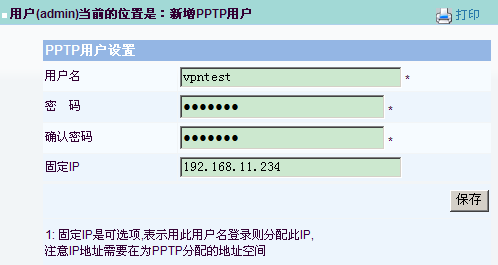 用户(admin)当前的位置是：新增PPTP用户 打印
PPTP用户设置
用户名 vpntest *
密 码 ●●●●●●● *
确认密码 ●●●●●●● *
固定IP 192.168.11.234
保存
1: 固定IP是可选项,表示用此用户名登录则分配此IP,
注意IP地址需要在为PPTP分配的地址空间